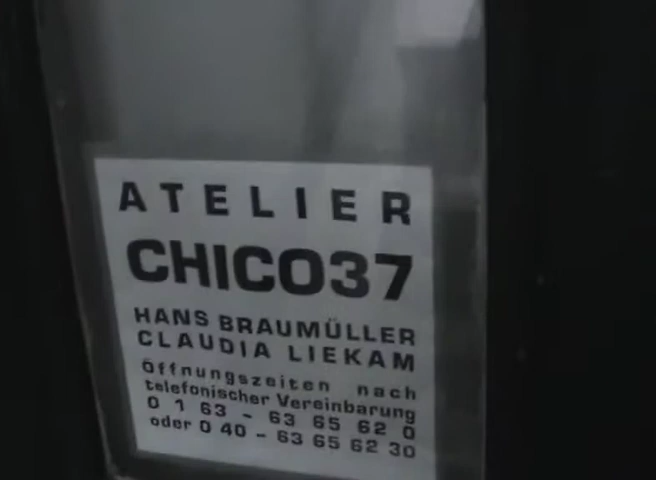 ATELIER
CHICO37
HANS BRAUMÜLLER
CLAUDIA LIEKAM
Öffnungszeiten nach
telefonischer Vereinbarung
0 1 63 - 63 65 62 0
oder 0 40 - 63 65 62 30